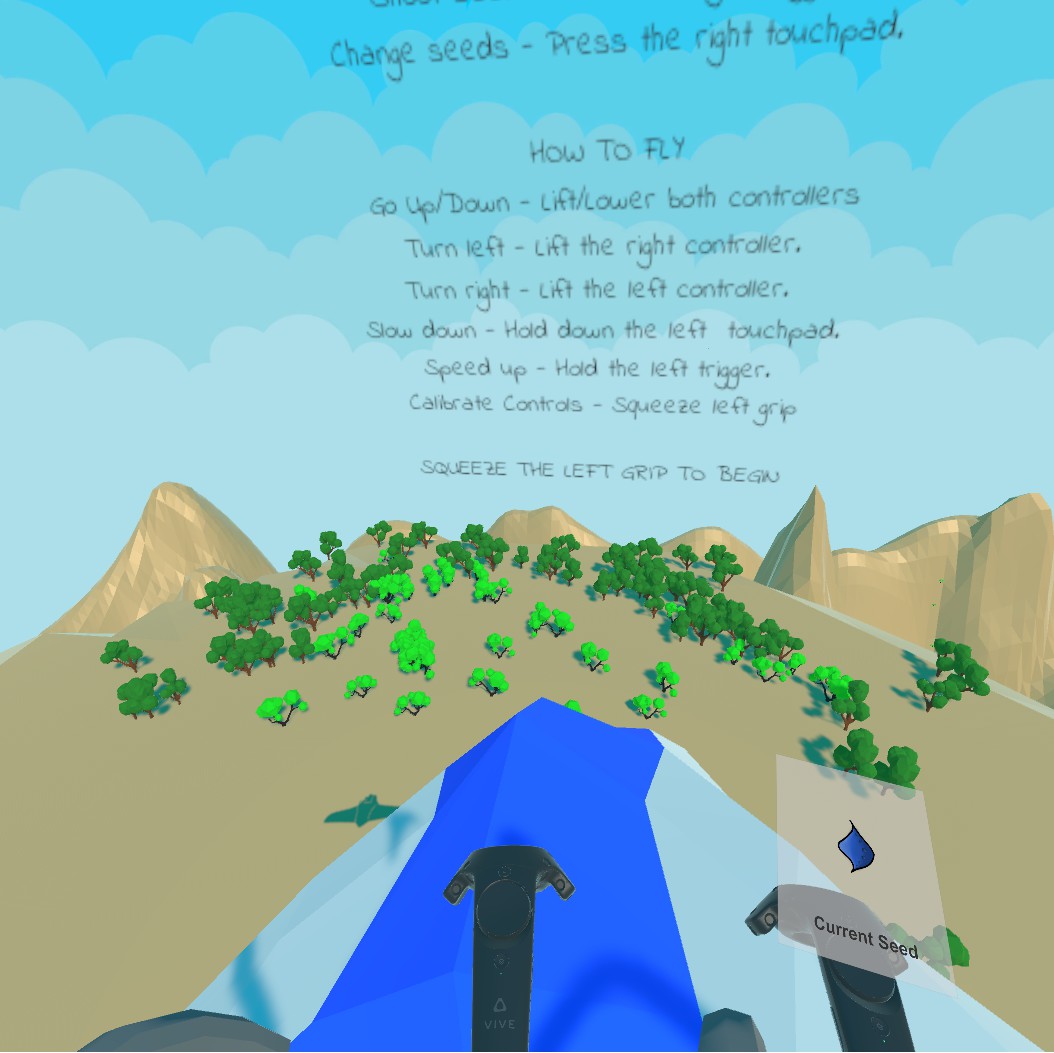 Change seeds - Press the right touchpad.
HOW TO FLY
Go Up/Down - Lift/Lower both controllers
Turn left - Lift the right controller.
Turn right - Lift the left controller.
Slow down - Hold down the left touchpad.
Speed up - Hold the left trigger.
Calibrate Controls - Squeeze left grip
SQUEEZE THE LEFT GRIP TO BEGIN
Current Seed
VIVE